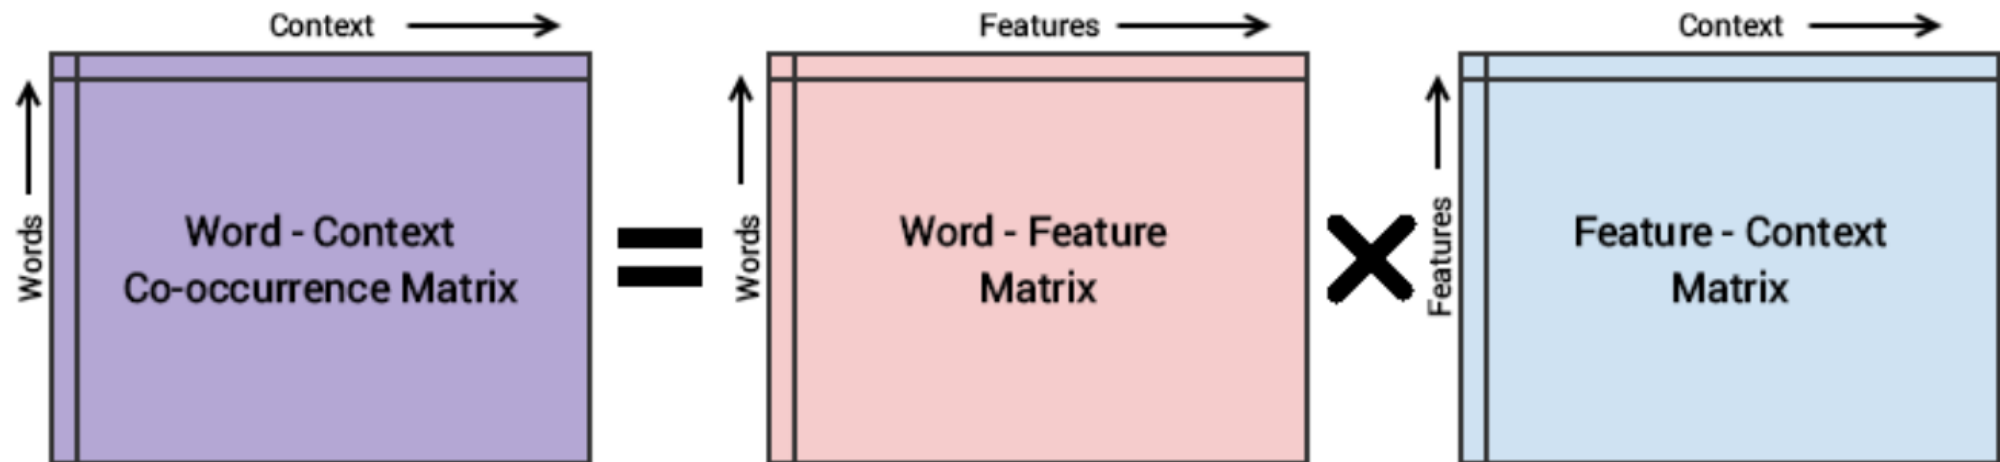 Context
Words
Word - Context
Co-occurrence Matrix
Features
Words
Word - Feature
Matrix
Context
Features
Feature - Context
Matrix